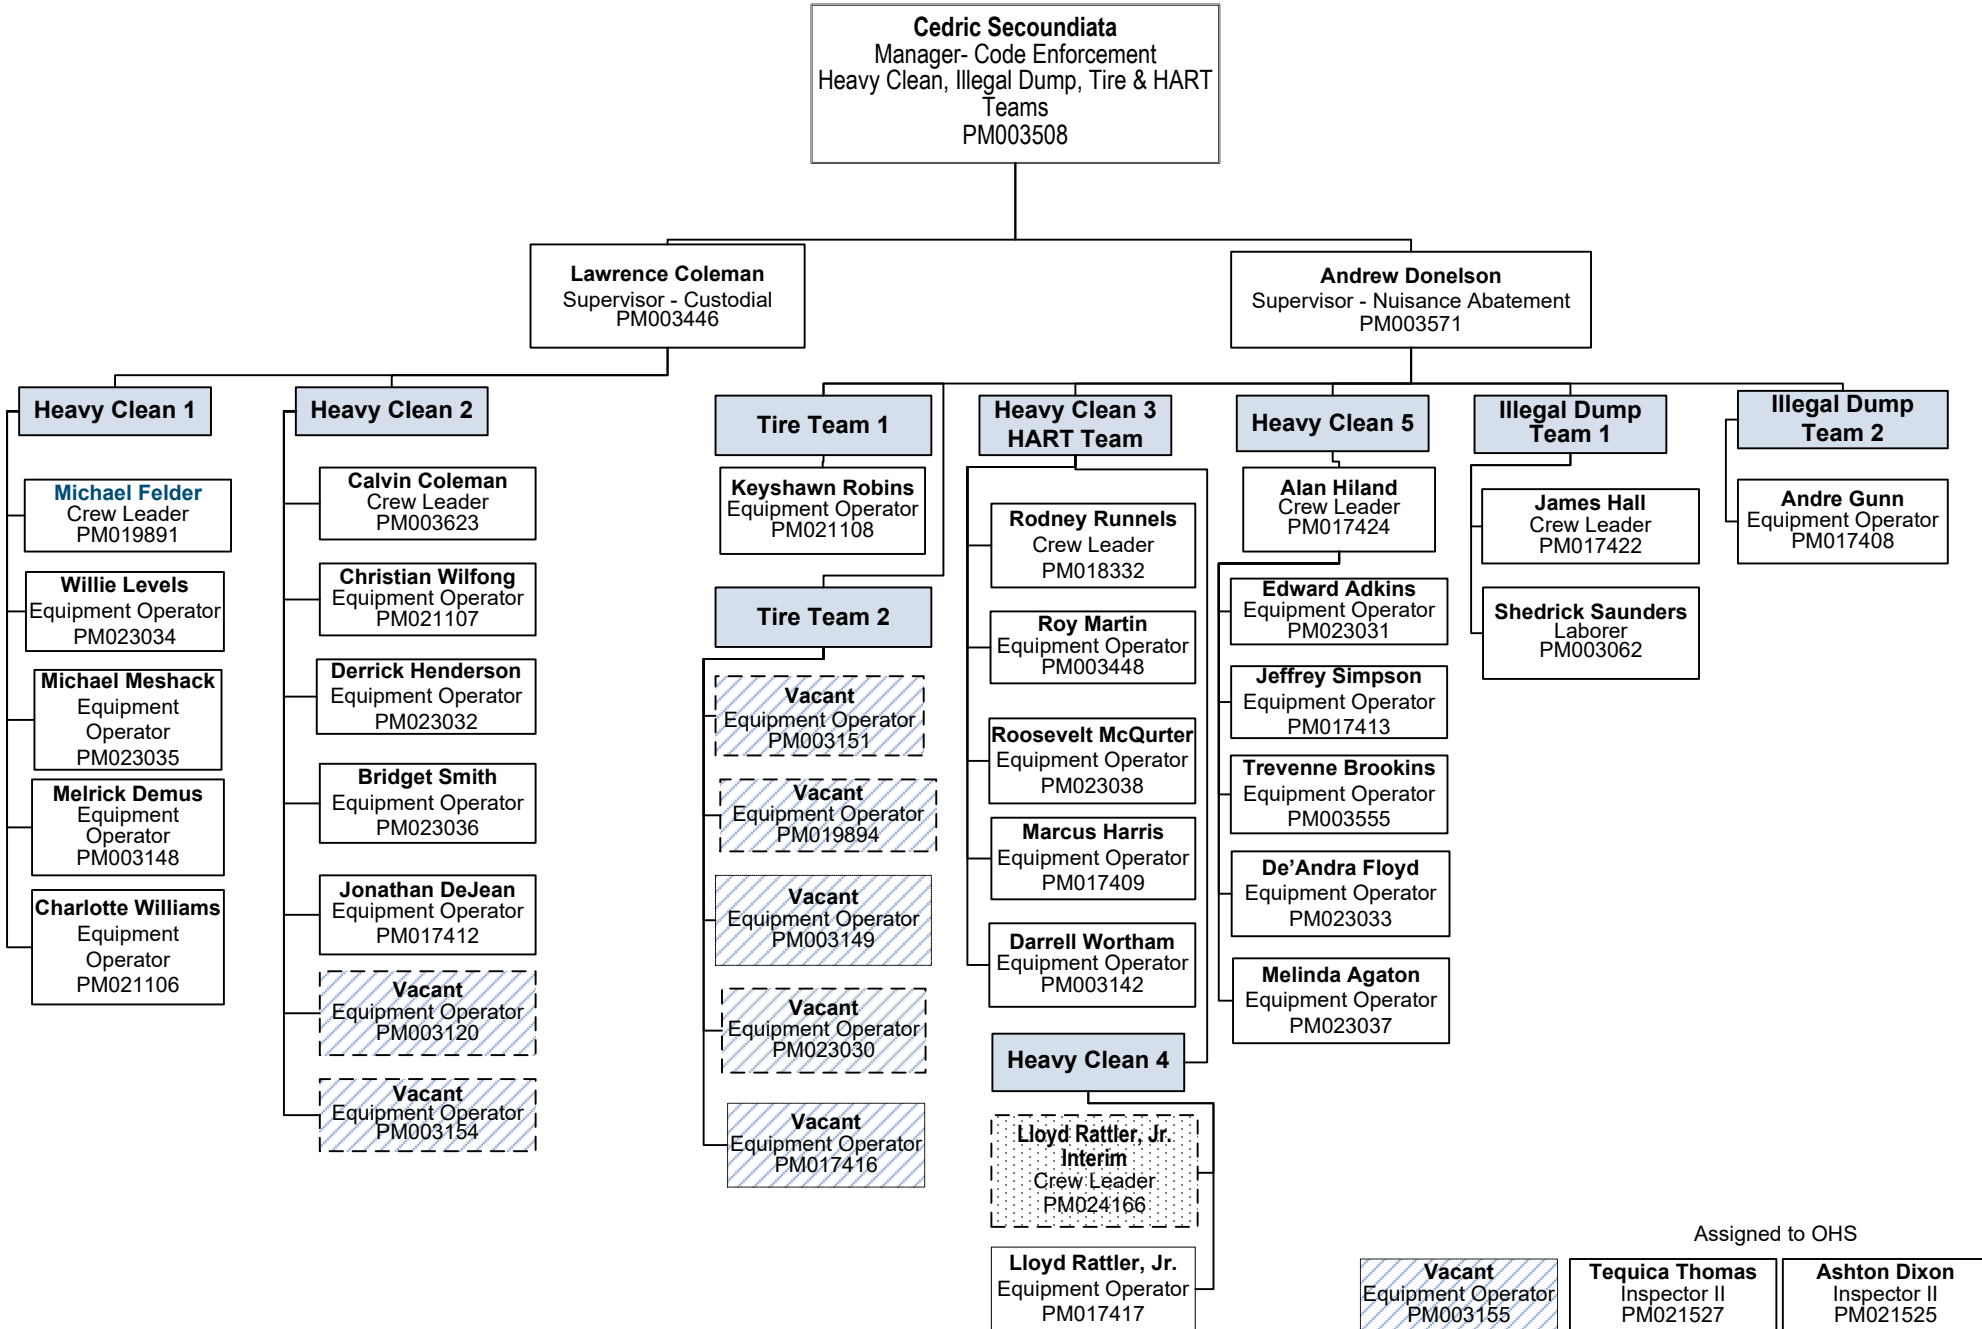 Cedric Secoundiata
Manager- Code Enforcement
Heavy Clean, Illegal Dump, Tire & HART
Teams
PM003508
Lawrence Coleman
Supervisor - Custodial
PM003446
Andrew Donelson
Supervisor - Nuisance Abatement
PM003571
Heavy Clean 1
Michael Felder
Crew Leader
PM019891
Willie Levels
Equipment Operator
PM023034
Michael Meshack
Equipment
Operator
PM023035
Melrick Demus
Equipment
Operator
PM003148
Charlotte Williams
Equipment
Operator
PM021106
Heavy Clean 2
Calvin Coleman
Crew Leader
PM003623
Christian Wilfong
Equipment Operator
PM021107
Derrick Henderson
Equipment Operator
PM023032
Bridget Smith
Equipment Operator
PM023036
Jonathan DeJean
Equipment Operator
PM017412
Vacant
Equipment Operator
PM003120
Vacant
Equipment Operator
PM003154
Tire Team 1
Keyshawn Robins
Equipment Operator
PM021108
Tire Team 2
Vacant
Equipment Operator
PM003151
Vacant
Equipment Operator
PM019894
Vacant
Equipment Operator
PM003149
Vacant
Equipment Operator
PM023030
Vacant
Equipment Operator
PM017416
Heavy Clean 3
HART Team
Rodney Runnels
Crew Leader
PM018332
Roy Martin
Equipment Operator
PM003448
Roosevelt McQurter
Equipment Operator
PM023038
Marcus Harris
Equipment Operator
PM017409
Darrell Wortham
Equipment Operator
PM003142
Heavy Clean 4
Lloyd Rattler, Jr.
Interim
Crew Leader
PM024166
Lloyd Rattler, Jr.
Equipment Operator
PM017417
Heavy Clean 5
Alan Hiland
Crew Leader
PM017424
Edward Adkins
Equipment Operator
PM023031
Jeffrey Simpson
Equipment Operator
PM017413
Trevenne Brookins
Equipment Operator
PM003555
De’Andra Floyd
Equipment Operator
PM023033
Melinda Agaton
Equipment Operator
PM023037
Illegal Dump
Team 1
James Hall
Crew Leader
PM017422
Shedrick Saunders
Laborer
PM003062
Illegal Dump
Team 2
Andre Gunn
Equipment Operator
PM017408
Assigned to OHS
Vacant
Equipment Operator
PM003155
Tequica Thomas
Inspector II
PM021527
Ashton Dixon
Inspector II
PM021525